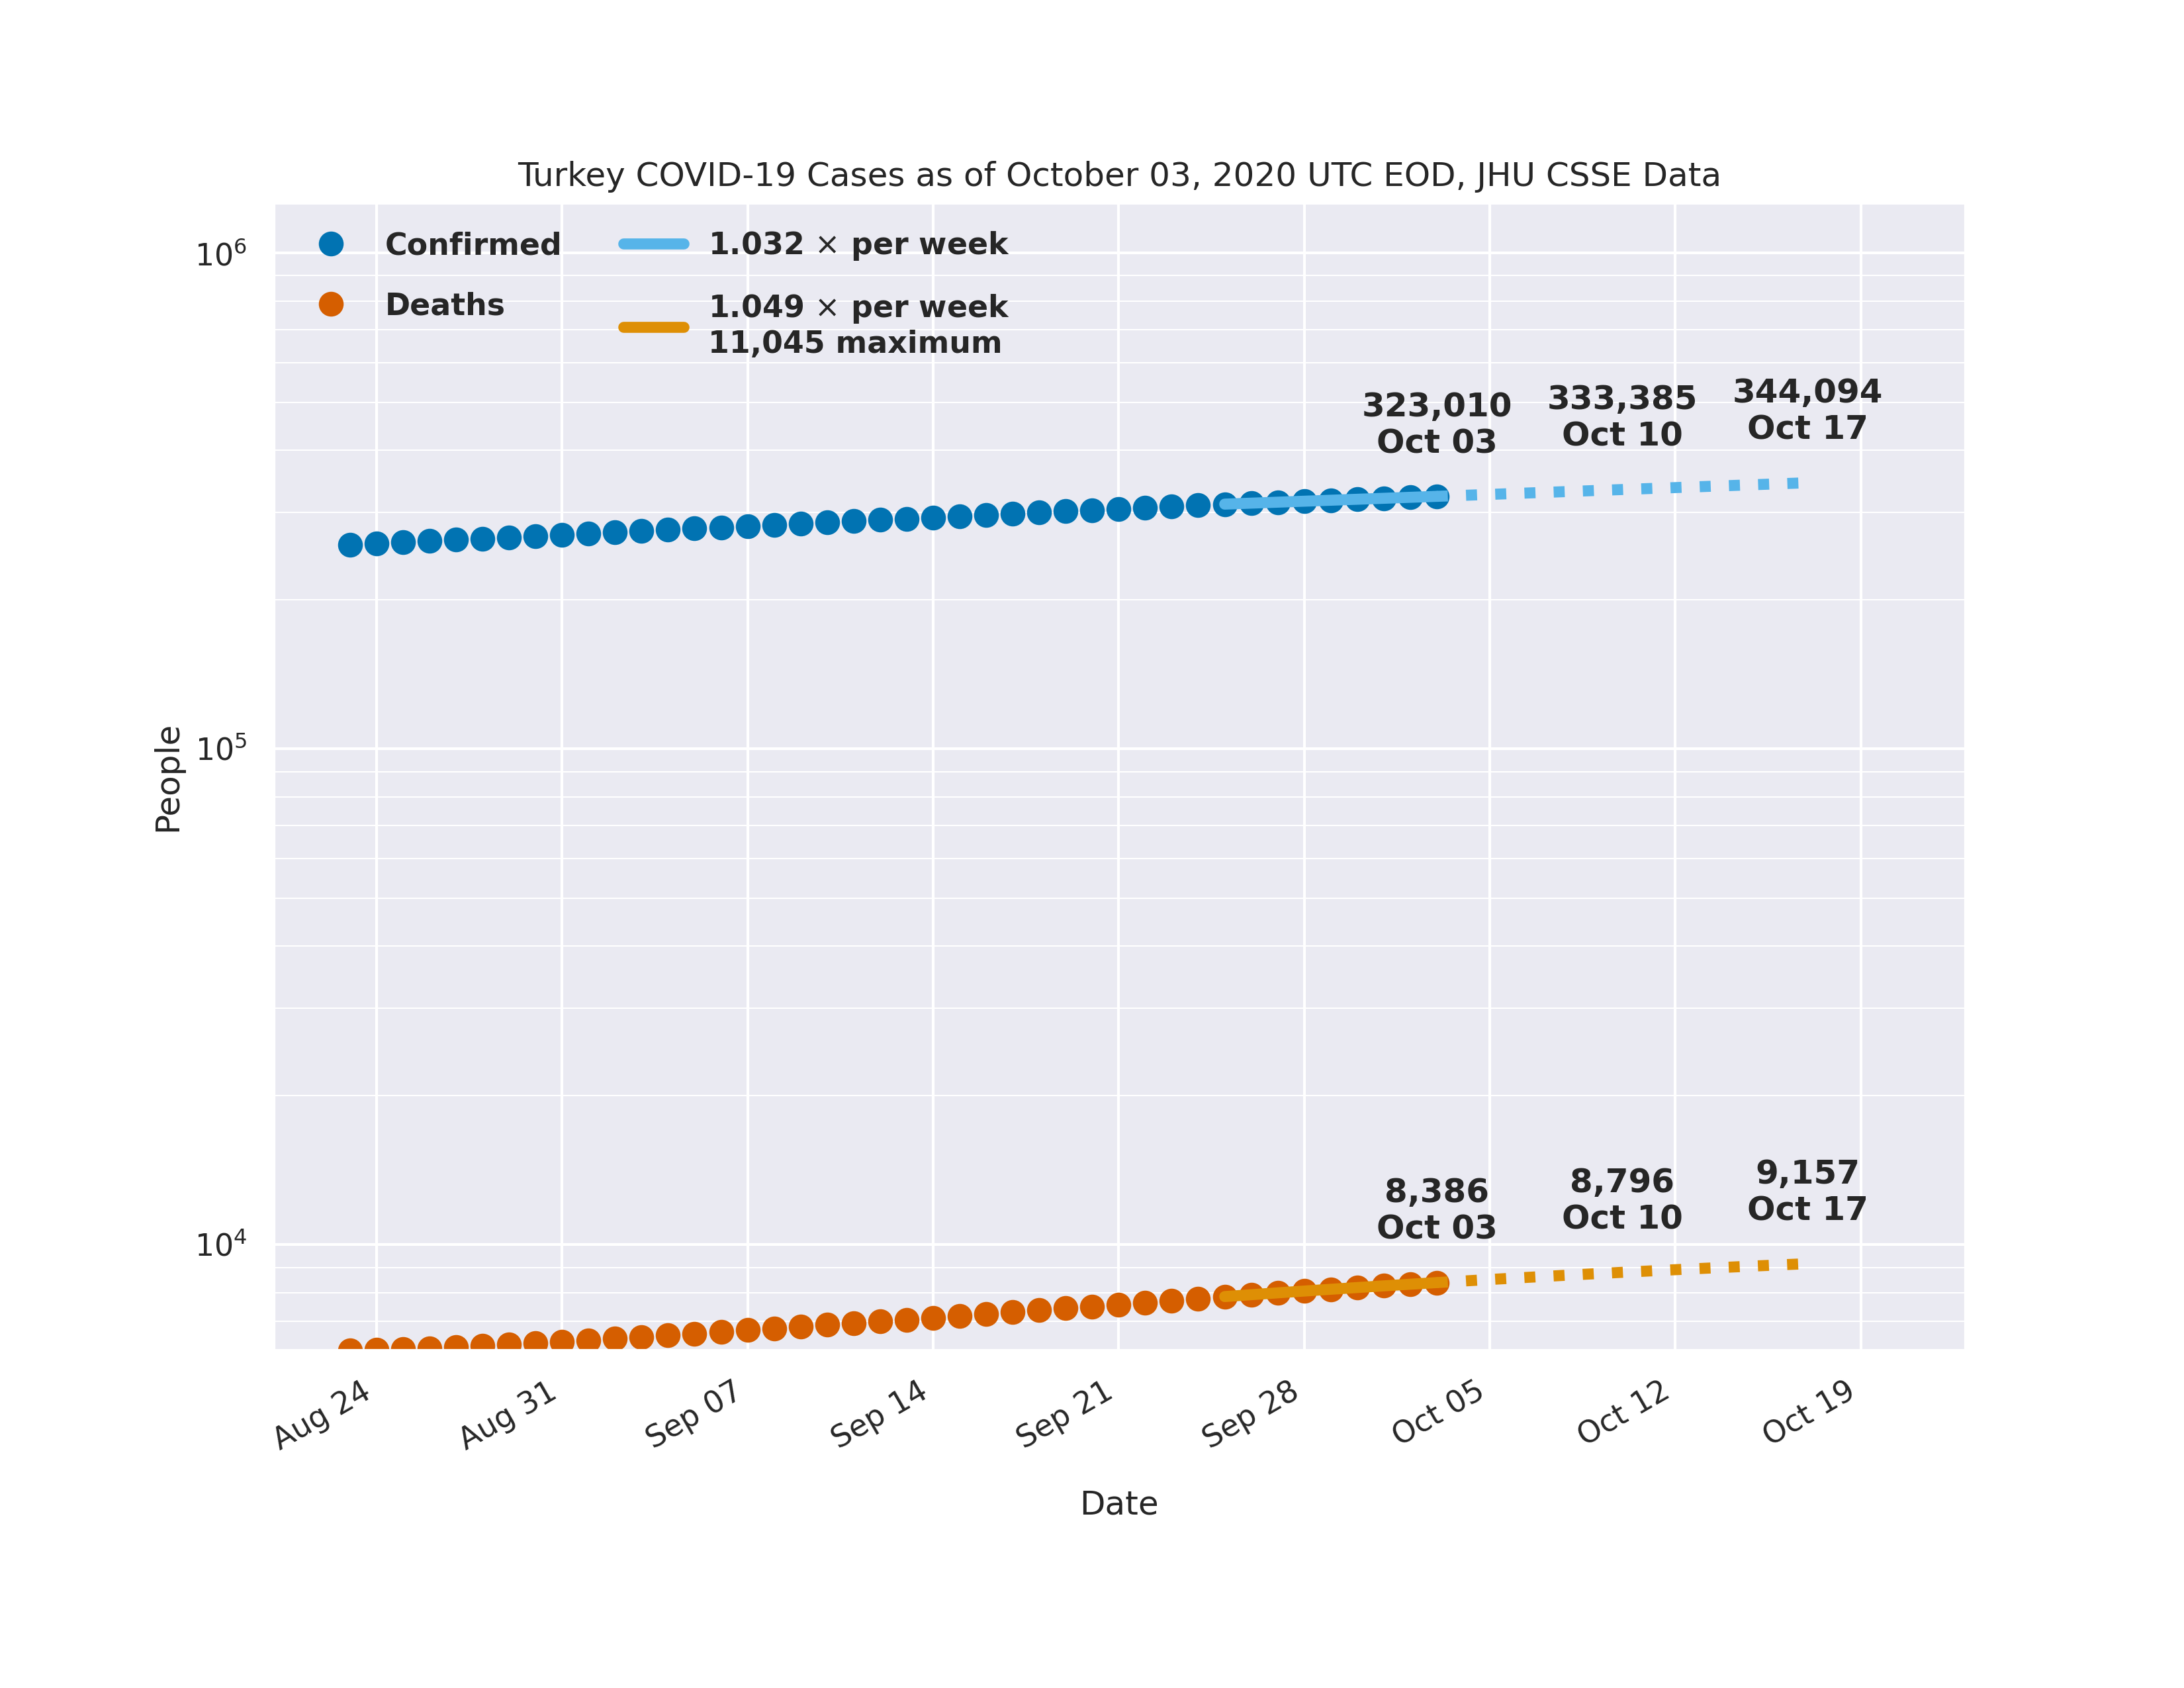 Turkey COVID-19 Cases as of October 03, 2020 UTC EOD, JHU CSSE Data
Confirmed
Deaths
1.032 × per week
1.049 × per week
11,045 maximum
323,010
Oct 03
333,385
Oct 10
344,094
Oct 17
8,386
Oct 03
8,796
Oct 10
9,157
Oct 17
People
10⁶
10⁵
10⁴
Aug 24
Aug 31
Sep 07
Sep 14
Sep 21
Sep 28
Oct 05
Oct 12
Oct 19
Date